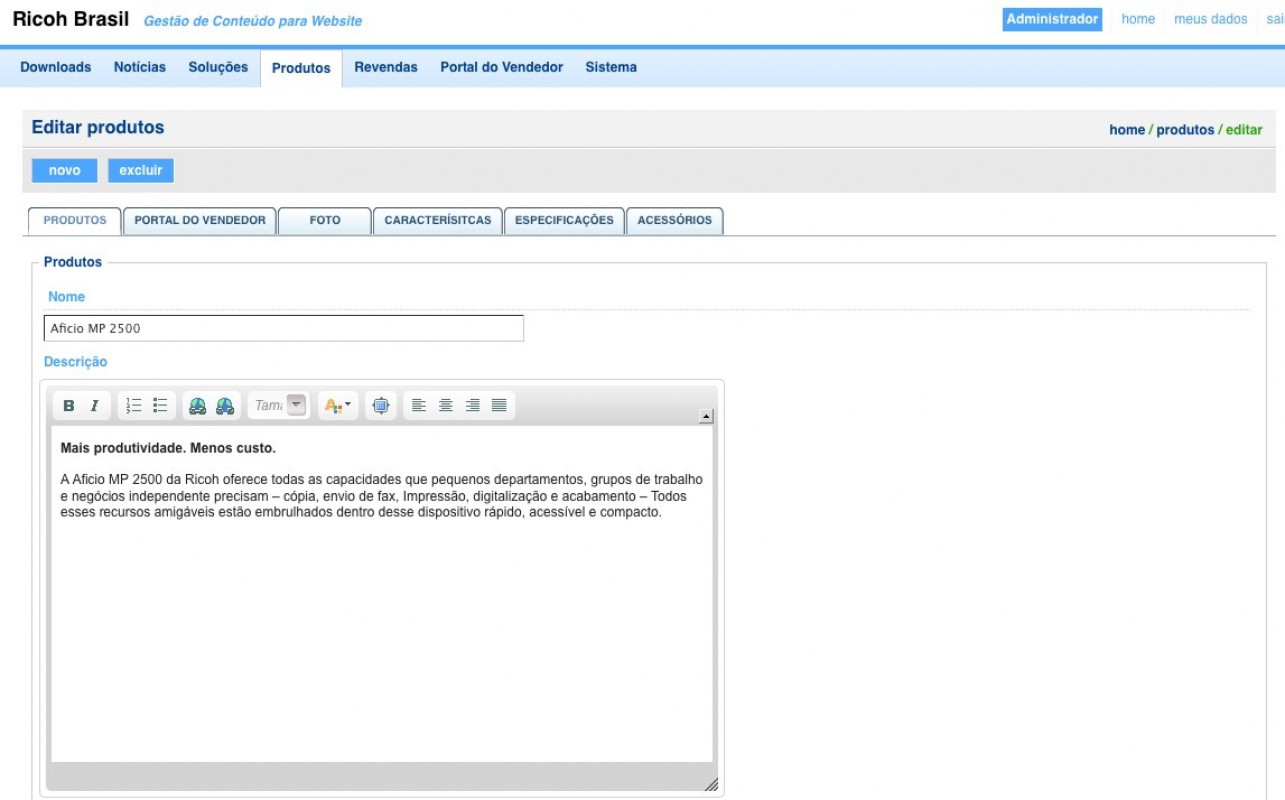 Ricoh Brasil Gestão de Conteúdo para Website Administrador home meus dados
Downloads Notícias Soluções Produtos Revendas Portal do Vendedor Sistema
Editar produtos home / produtos / editar
novo excluir
PRODUTOS PORTAL DO VENDEDOR FOTO CARACTERÍSITCAS ESPECIFICAÇÕES ACESSÓRIOS
Produtos
Nome
Aficio MP 2500
Descrição
B I A
Mais produtividade. Menos custo.
A Aficio MP 2500 da Ricoh oferece todas as capacidades que pequenos departamentos, grupos de trabalho
e negócios independente precisam – cópia, envio de fax, Impressão, digitalização e acabamento – Todos
esses recursos amigáveis estão embrulhados dentro desse dispositivo rápido, acessível e compacto.